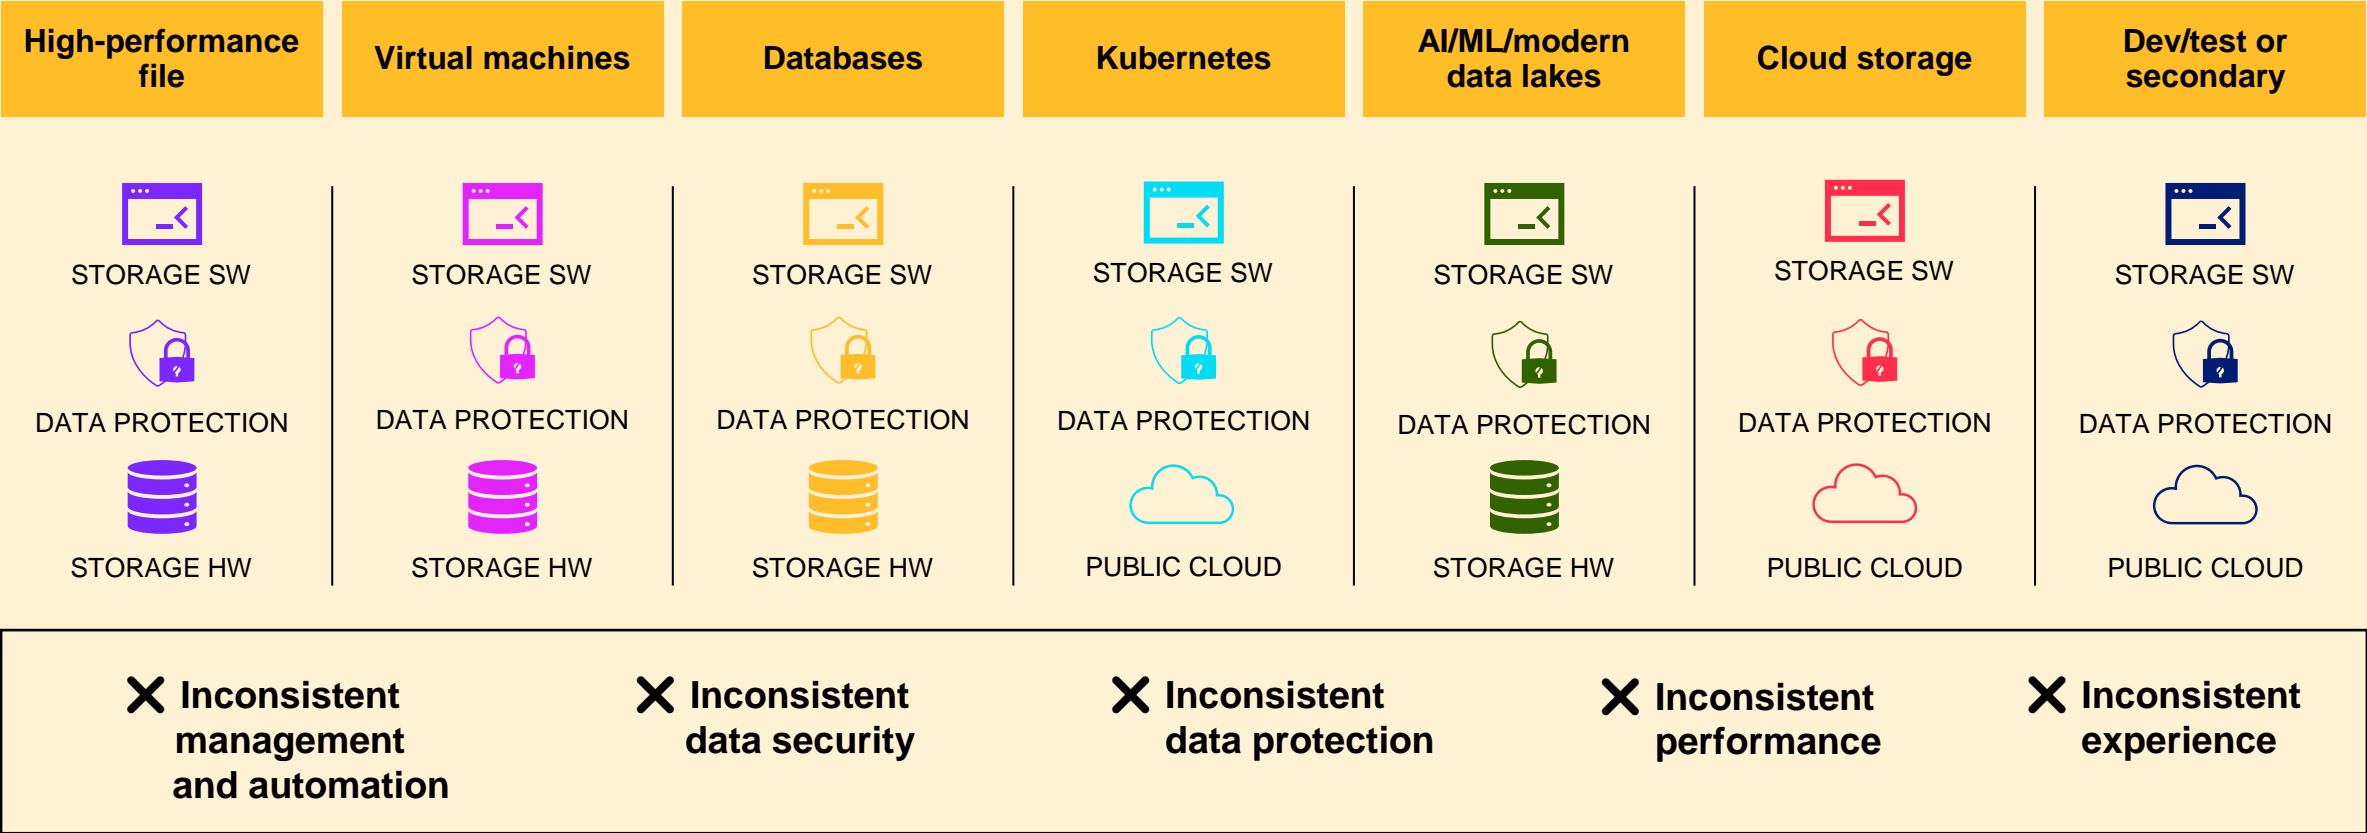 High-performance
file
Virtual machines
Databases
Kubernetes
AI/ML/modern
data lakes
Cloud storage
Dev/test or
secondary
STORAGE SW
STORAGE SW
STORAGE SW
STORAGE SW
STORAGE SW
STORAGE SW
STORAGE SW
DATA PROTECTION
DATA PROTECTION
DATA PROTECTION
DATA PROTECTION
DATA PROTECTION
DATA PROTECTION
DATA PROTECTION
STORAGE HW
STORAGE HW
STORAGE HW
PUBLIC CLOUD
STORAGE HW
PUBLIC CLOUD
PUBLIC CLOUD
Inconsistent
management
and automation
Inconsistent
data security
Inconsistent
data protection
Inconsistent
performance
Inconsistent
experience